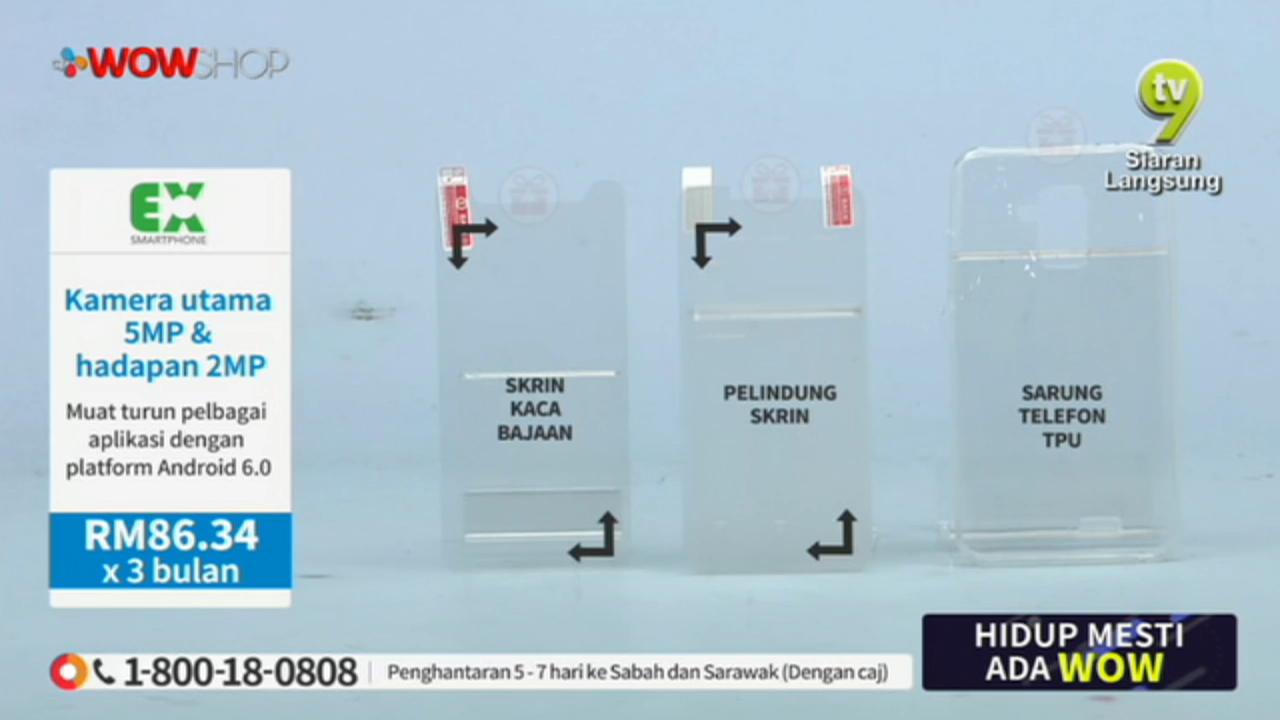 WOWSHOP
tv
9
Siaran
Langsung
EX
SMARTPHONE
Kamera utama
5MP &
hadapan 2MP
Muat turun pelbagai
aplikasi dengan
platform Android 6.0
RM86.34
x 3 bulan
SKRIN
KACA
BAJAAN
PELINDUNG
SKRIN
SARUNG
TELEFON
TPU
1-800-18-0808
Penghantaran 5 - 7 hari ke Sabah dan Sarawak (Dengan caj)
HIDUP MESTI
ADA WOW